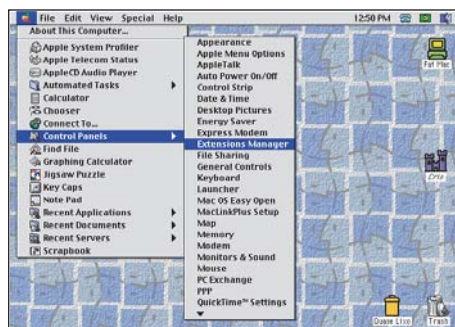 File Edit View Special Help 12:50 PM
About This Computer...
Apple System Profiler
Apple Telecom Status
AppleCD Audio Player
Automated Tasks
Calculator
Chooser
Connect To...
Control Panels
Find File
Graphing Calculator
Jigsaw Puzzle
Key Caps
Note Pad
Recent Applications
Recent Documents
Recent Servers
Scrapbook
Appearance
Apple Menu Options
AppleTalk
Auto Power On/Off
Control Strip
Date & Time
Desktop Pictures
Energy Saver
Express Modem
Extensions Manager
File Sharing
General Controls
Keyboard
Launcher
Mac OS Easy Open
MacLinkPlus Setup
Map
Memory
Modem
Monitors & Sound
Mouse
PC Exchange
PPP
QuickTime™ Settings
Fat Mac
Cris
Quase Lixo
Trash